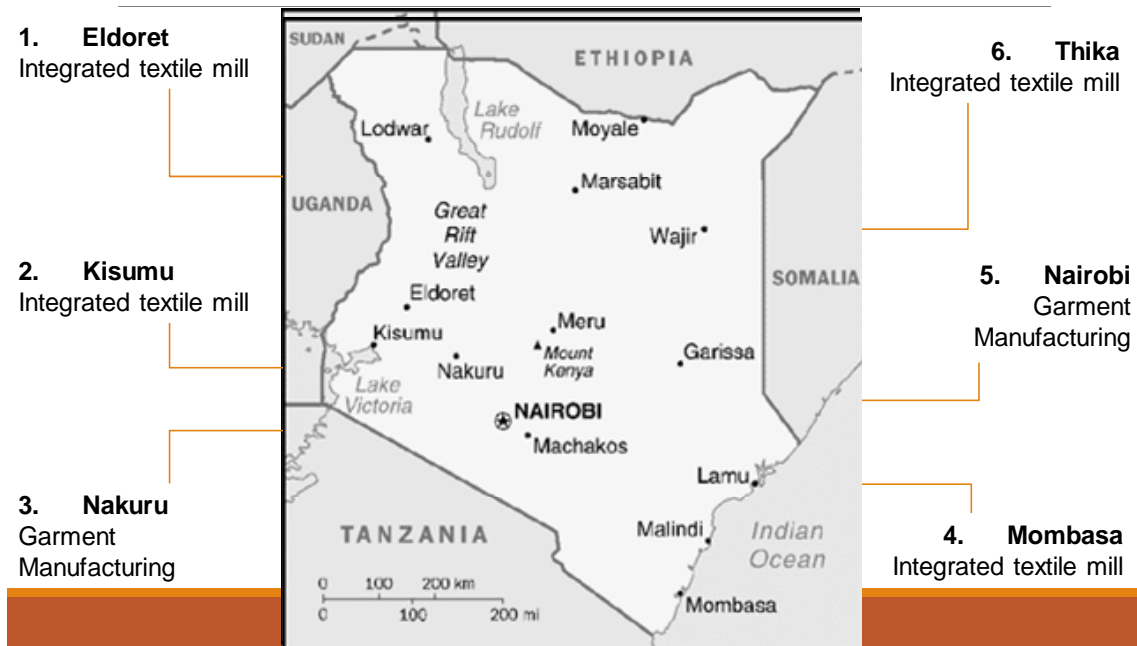 1. Eldoret
Integrated textile mill
2. Kisumu
Integrated textile mill
3. Nakuru
Garment
Manufacturing
SUDAN
ETHIOPIA
Lake
Rudolf
Lodwar
Moyale
Marsabit
UGANDA
Great
Rift
Valley
Wajir
SOMALIA
Eldoret
Kisumu
Meru
Mount
Kenya
Garissa
Nakuru
Lake
Victoria
NAIROBI
Machakos
Lamu
TANZANIA
Malindi
Indian
Ocean
Mombasa
0 100 200 km
0 100 200 mi
6. Thika
Integrated textile mill
5. Nairobi
Garment
Manufacturing
4. Mombasa
Integrated textile mill